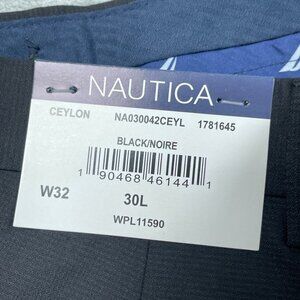 NAUTICA
CEYLON NA030042CEYL 1781645
BLACK/NOIRE
1 90468 46144 1
W32 30L
WPL11590